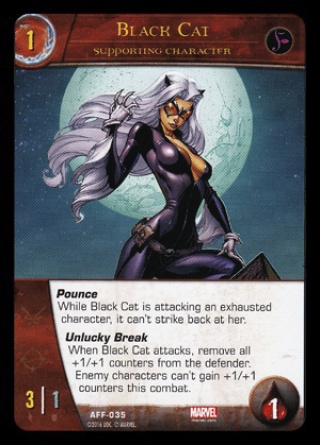 1
Black Cat
Supporting Character
Pounce
While Black Cat is attacking an exhausted
character, it can't strike back at her.
Unlucky Break
When Black Cat attacks, remove all
+1/+1 counters from the defender.
Enemy characters can't gain +1/+1
counters this combat.
3 | 1
1
AFF-035
MARVEL